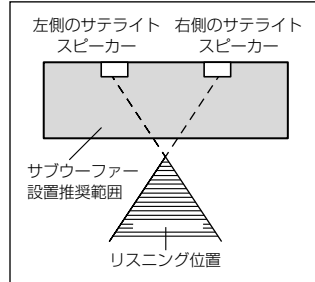 左側のサテライト
スピーカー
右側のサテライト
スピーカー
サブウーファー
設置推奨範囲
リスニング位置